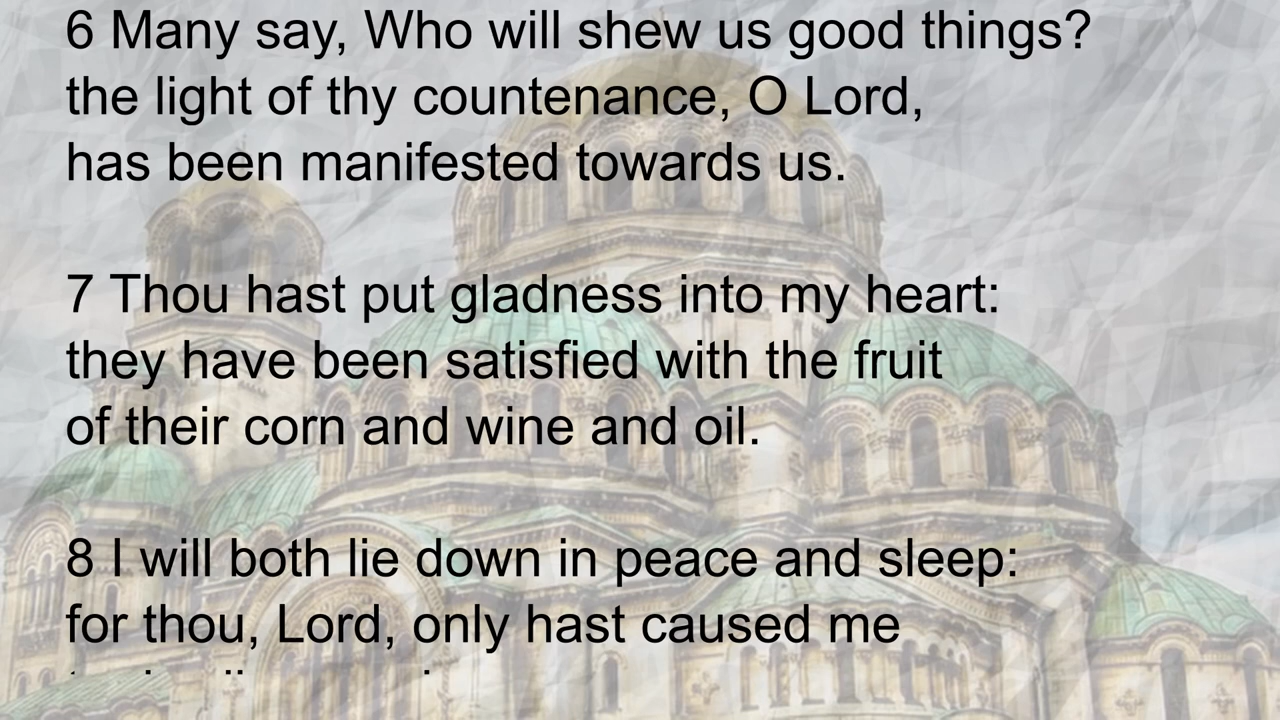 6 Many say, Who will shew us good things?
the light of thy countenance, O Lord,
has been manifested towards us.
7 Thou hast put gladness into my heart:
they have been satisfied with the fruit
of their corn and wine and oil.
8 I will both lie down in peace and sleep:
for thou, Lord, only hast caused me